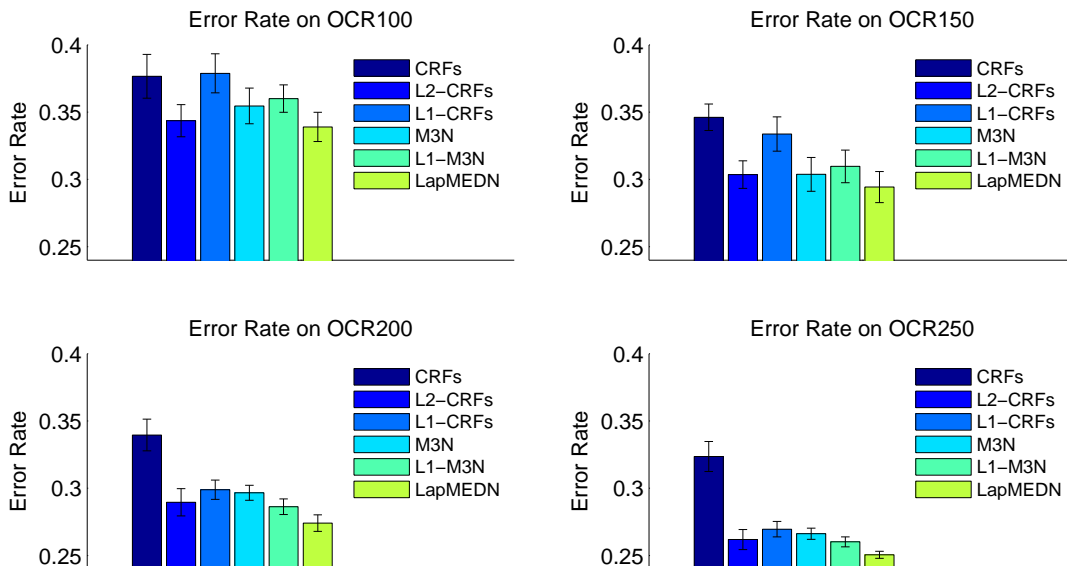 Error Rate on OCR100
0.4
0.35
0.3
0.25
Error Rate
CRFs
L2−CRFs
L1−CRFs
M3N
L1−M3N
LapMEDN
Error Rate on OCR150
0.4
0.35
0.3
0.25
Error Rate
CRFs
L2−CRFs
L1−CRFs
M3N
L1−M3N
LapMEDN
Error Rate on OCR200
0.4
0.35
0.3
0.25
Error Rate
CRFs
L2−CRFs
L1−CRFs
M3N
L1−M3N
LapMEDN
Error Rate on OCR250
0.4
0.35
0.3
0.25
Error Rate
CRFs
L2−CRFs
L1−CRFs
M3N
L1−M3N
LapMEDN